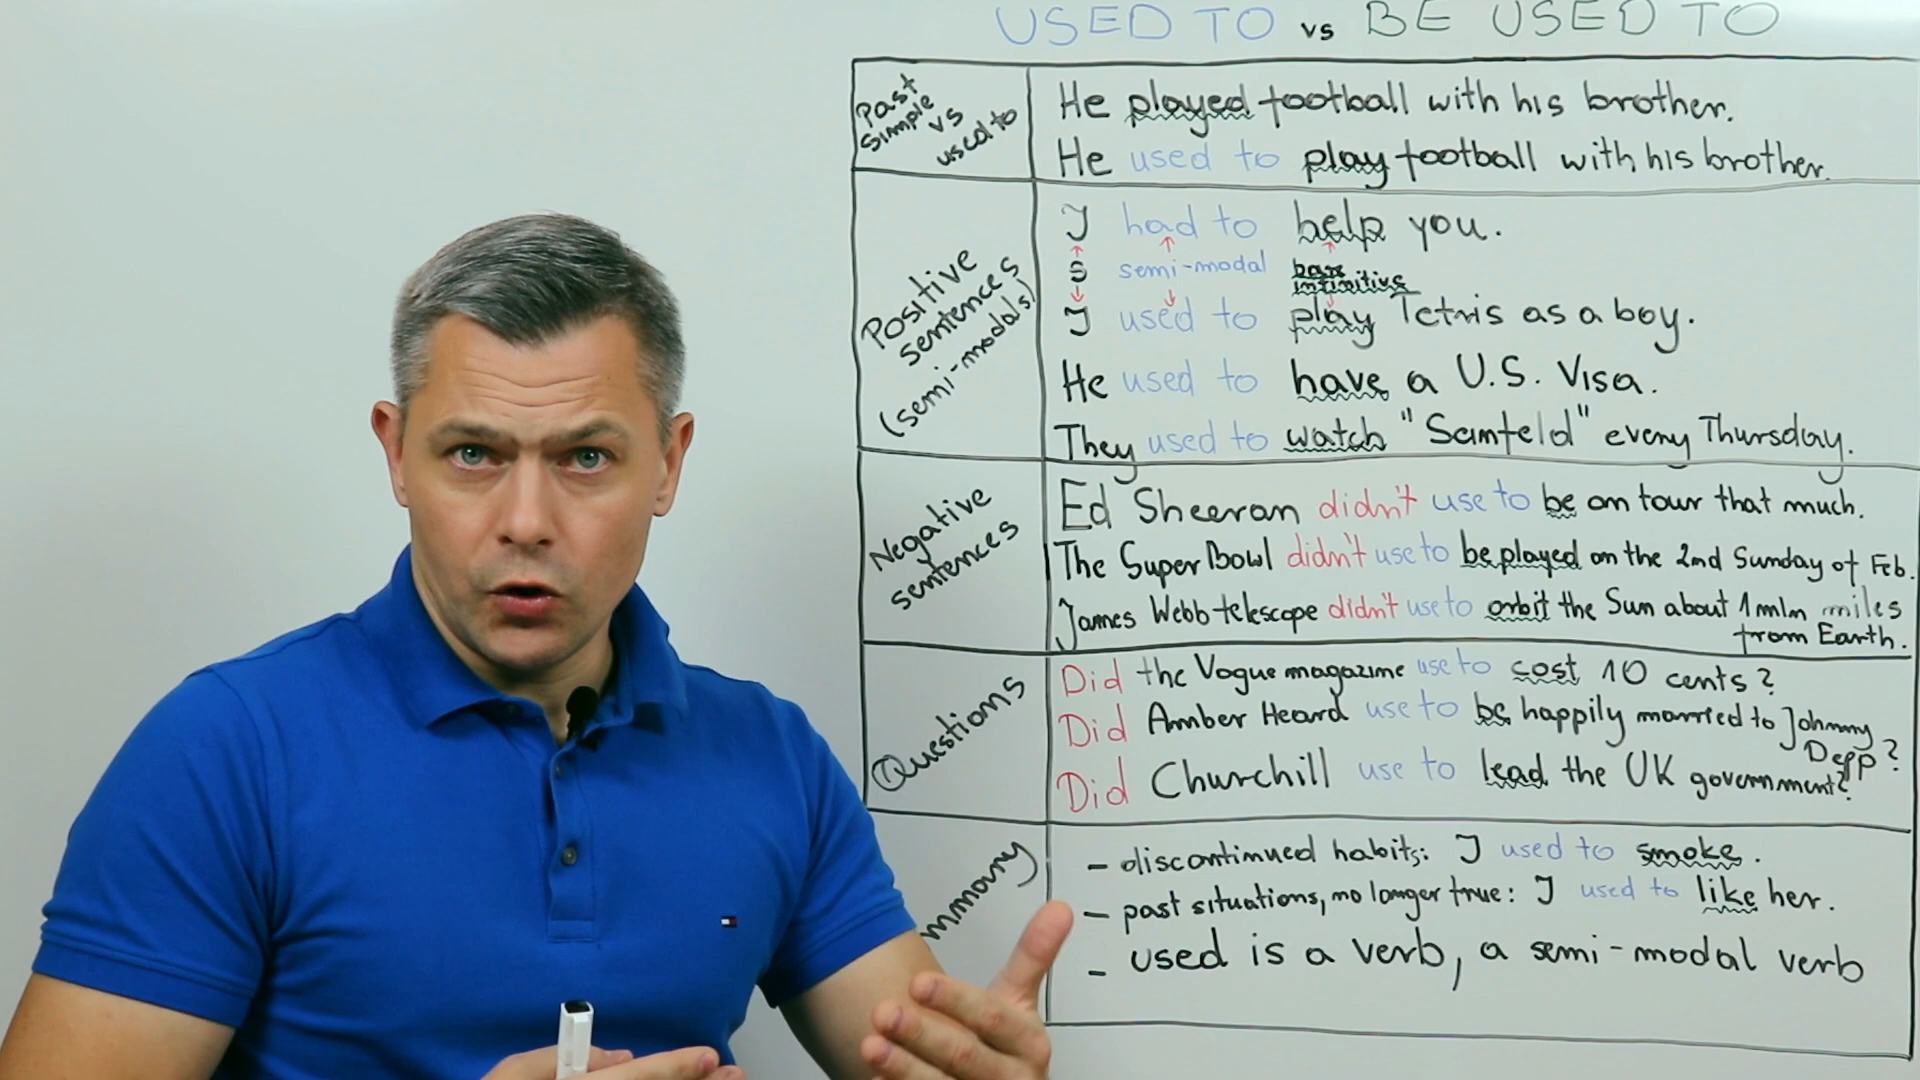 USED TO vs BE USED TO
Past
Simple
vs
used to
He played football with his brother.
He used to play football with his brother.
Positive
sentences
(semi-modals)
I had to help you.
S semi-modal bare
infinitive
I used to play Tetris as a boy.
He used to have a U.S. Visa.
They used to watch "Seinfeld" every Thursday.
Negative
sentences
Ed Sheeran didn't use to be on tour that much.
The Super Bowl didn't use to be played on the 2nd Sunday of Feb.
James Webb telescope didn't use to orbit the Sun about 1 mln miles
from Earth.
Questions
Did the Vogue magazine use to cost 10 cents?
Did Amber Heard use to be happily married to Johnny
Depp?
Did Churchill use to lead the UK government?
mmary
- discontinued habits: I used to smoke.
- past situations, no longer true: I used to like her.
- used is a verb, a semi-modal verb